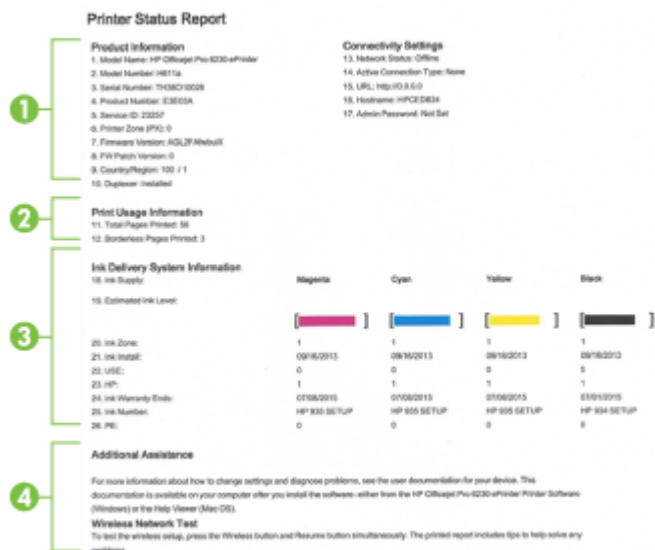 Printer Status Report
1
Product Information
1. Model Name: HP Officejet Pro 6230 ePrinter
2. Model Number: H611a
3. Serial Number:
4. Product Number: E3E03A
5. Service ID: 23257
6. Printer Zone (PX): 0
7. Firmware Version:
8. FW Patch Version: 0
9. Country/Region: 100 / 1
10. Duplexer: Installed
Connectivity Settings
13. Network Status: Offline
14. Active Connection Type: None
15. URL: http://0.0.0.0
16. Hostname: HPCED834
17. Admin Password: Not Set
2
Print Usage Information
11. Total Pages Printed: 56
12. Borderless Pages Printed: 3
3
Ink Delivery System Information
18. Ink Supply: Magenta Cyan Yellow Black
19. Estimated Ink Level:
[ ] [ ] [ ] [ ]
20. Ink Zone: 1 1 1 1
21. Ink Install: 09/16/2013 09/16/2013 09/16/2013 09/16/2013
22. USE: 0 0 0 0
23. HP: 1 1 1 1
24. Ink Warranty Ends: 07/08/2015 07/08/2015 07/08/2015 07/01/2015
25. Ink Number: HP 935 SETUP HP 935 SETUP HP 935 SETUP HP 934 SETUP
26. PE: 0 0 0 0
4
Additional Assistance
For more information about how to change settings and diagnose problems, see the user documentation for your device. This
documentation is available on your computer after you install the software- either from the HP Officejet Pro 6230 ePrinter Printer Software
(Windows) or the Help Viewer (Mac OS).
Wireless Network Test
To test the wireless setup, press the Wireless button and Resume button simultaneously. The printed report includes tips to help solve any